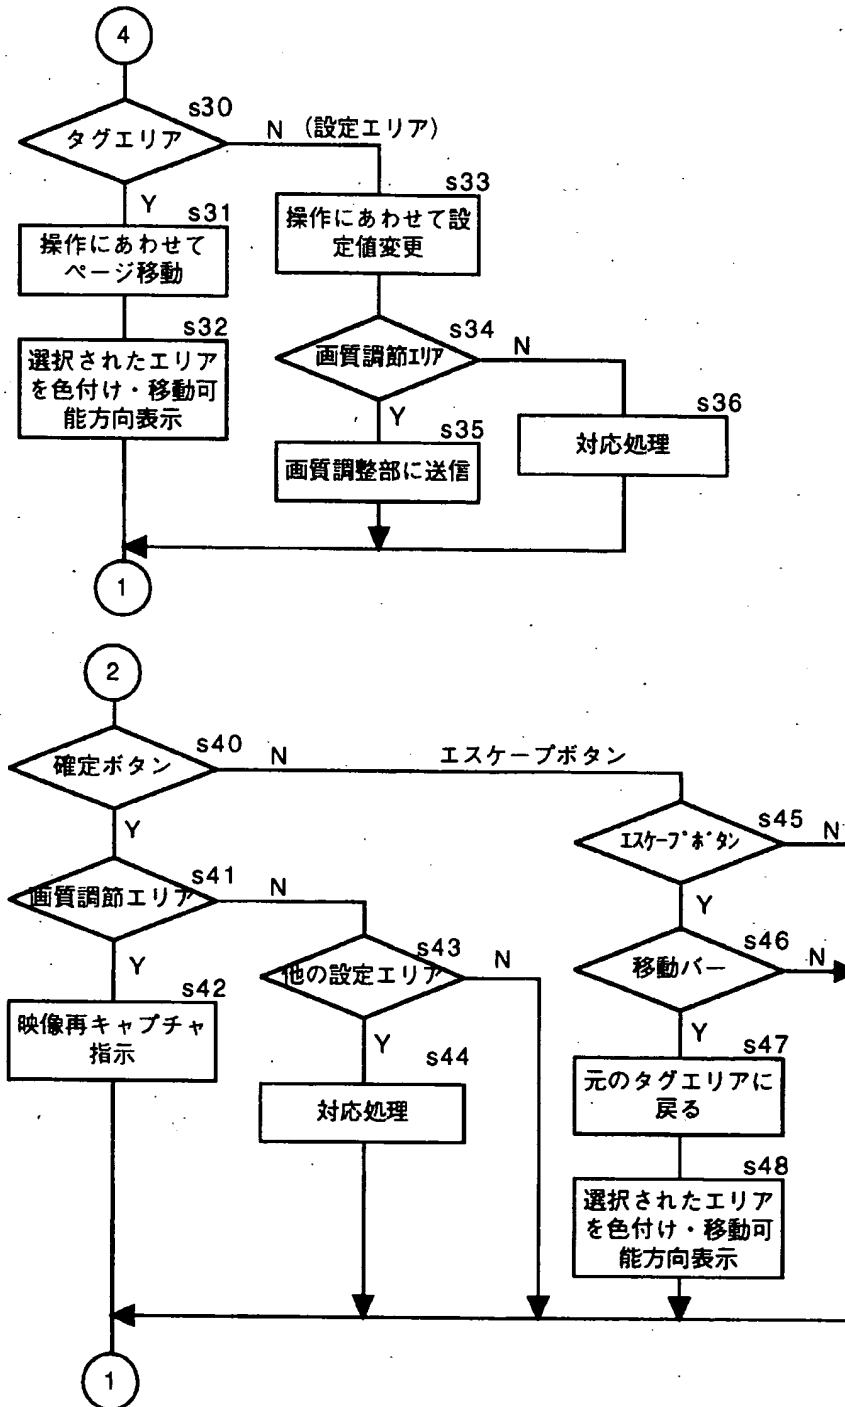 4
s30
タグエリア
N (設定エリア)
Y
s31
操作にあわせて
ページ移動
s32
選択されたエリア
を色付け・移動可
能方向表示
s33
操作にあわせて設
定値変更
s34
画質調節エリア
N
Y
s35
画質調整部に送信
s36
対応処理
1
2
s40
確定ボタン
N
エスケープボタン
Y
s41
画質調節エリア
N
Y
s42
映像再キャプチャ
指示
s43
他の設定エリア
N
Y
s44
対応処理
s45
エスケープボタン
N
Y
s46
移動バー
N
Y
s47
元のタグエリアに
戻る
s48
選択されたエリア
を色付け・移動可
能方向表示
1